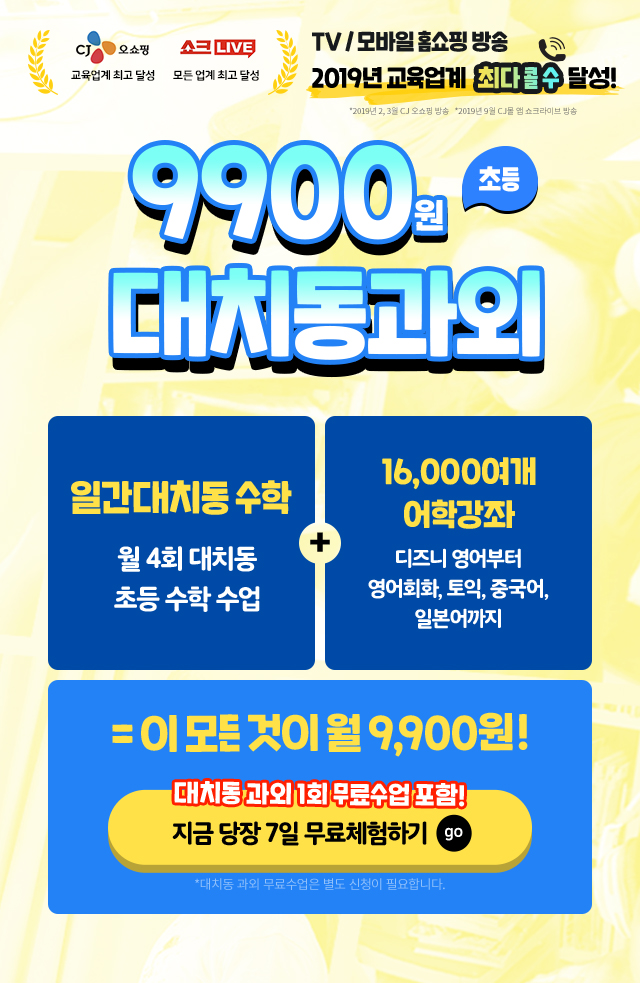 CJ 오쇼핑
교육업계 최고 달성
쇼크 LIVE
모든 업계 최고 달성
TV / 모바일 홈쇼핑 방송
2019년 교육업계 최다 콜 수 달성!
*2019년 2, 3월 CJ 오쇼핑 방송 *2019년 9월 CJ몰 앱 쇼크라이브 방송
9900원
초등
대치동과외
일간대치동 수학
월 4회 대치동
초등 수학 수업
+
16,000여개
어학강좌
디즈니 영어부터
영어회화, 토익, 중국어,
일본어까지
= 이 모든 것이 월 9,900원!
대치동 과외 1회 무료수업 포함!
지금 당장 7일 무료체험하기 go
*대치동 과외 무료수업은 별도 신청이 필요합니다.